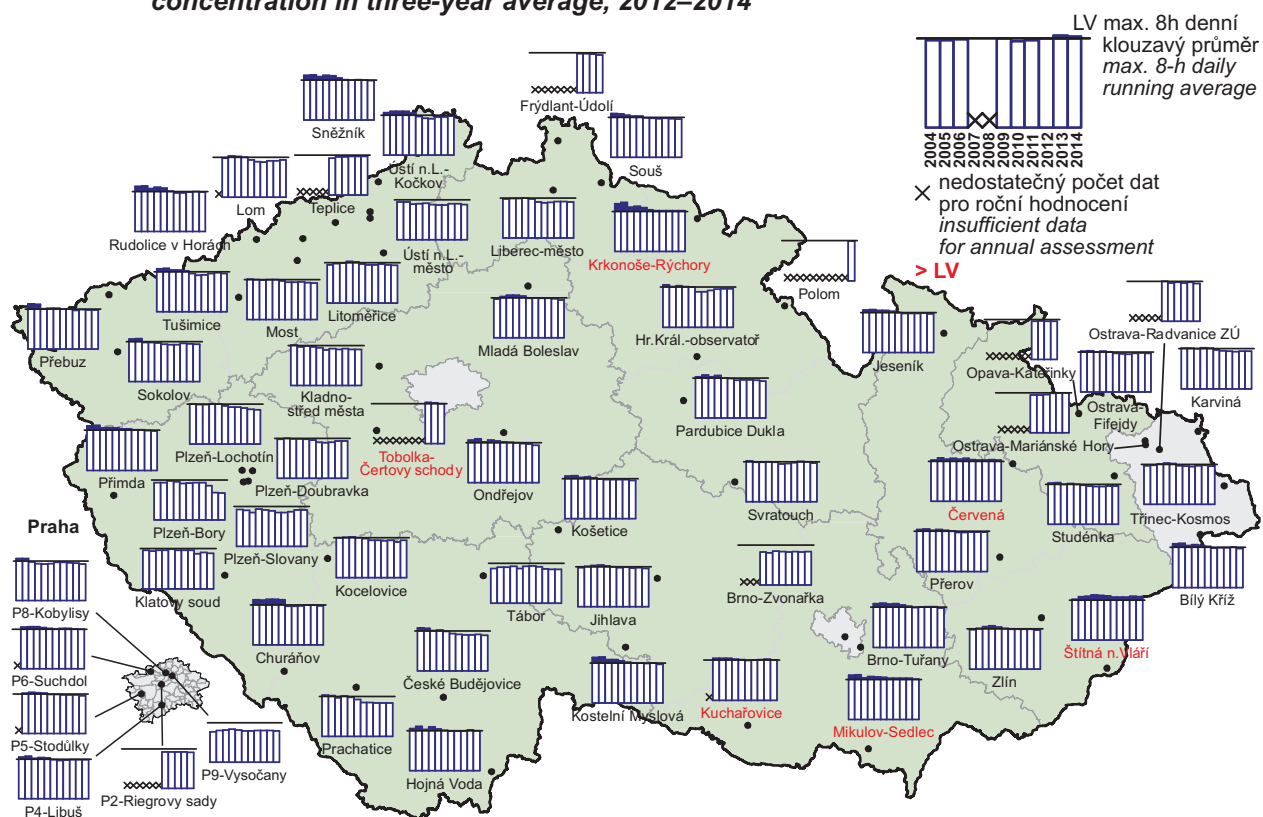 concentration in three-year average, 2012–2014
LV max. 8h denní
klouzavý průměr
max. 8-h daily
running average
2004
2005
2006
2007
2008
2009
2010
2011
2012
2013
2014
× nedostatečný počet dat
pro roční hodnocení
insufficient data
for annual assessment
> LV
Frýdlant-Údolí
Sněžník
Ústí n.L.-
Kočkov
Souš
Lom
Teplice
Rudolice v Horách
Ústí n.L.-
město
Liberec-město
Krkonoše-Rýchory
Polom
Tušimice
Most
Litoměřice
Mladá Boleslav
Hr.Král.-observatoř
Jeseník
Ostrava-Radvanice ZÚ
Opava-Kateřinky
Karviná
Přebuz
Sokolov
Kladno-
střed města
Pardubice Dukla
Ostrava-
Fifejdy
Ostrava-Mariánské Hory
Plzeň-Lochotín
Tobolka-
Čertovy schody
Přimda
Plzeň-Doubravka
Ondřejov
Košetice
Svratouch
Červená
Studénka
Třinec-Kosmos
Plzeň-Bory
Plzeň-Slovany
Praha
Klatovy soud
Kocelovice
Tábor
Jihlava
Brno-Zvonařka
Přerov
Bílý Kříž
P8-Kobylisy
P6-Suchdol
P5-Stodůlky
P4-Libuš
P2-Riegrovy sady
P9-Vysočany
Churáňov
České Budějovice
Prachatice
Hojná Voda
Kostelní Myslová
Kuchařovice
Brno-Tuřany
Mikulov-Sedlec
Zlín
Štítná n.Vláří